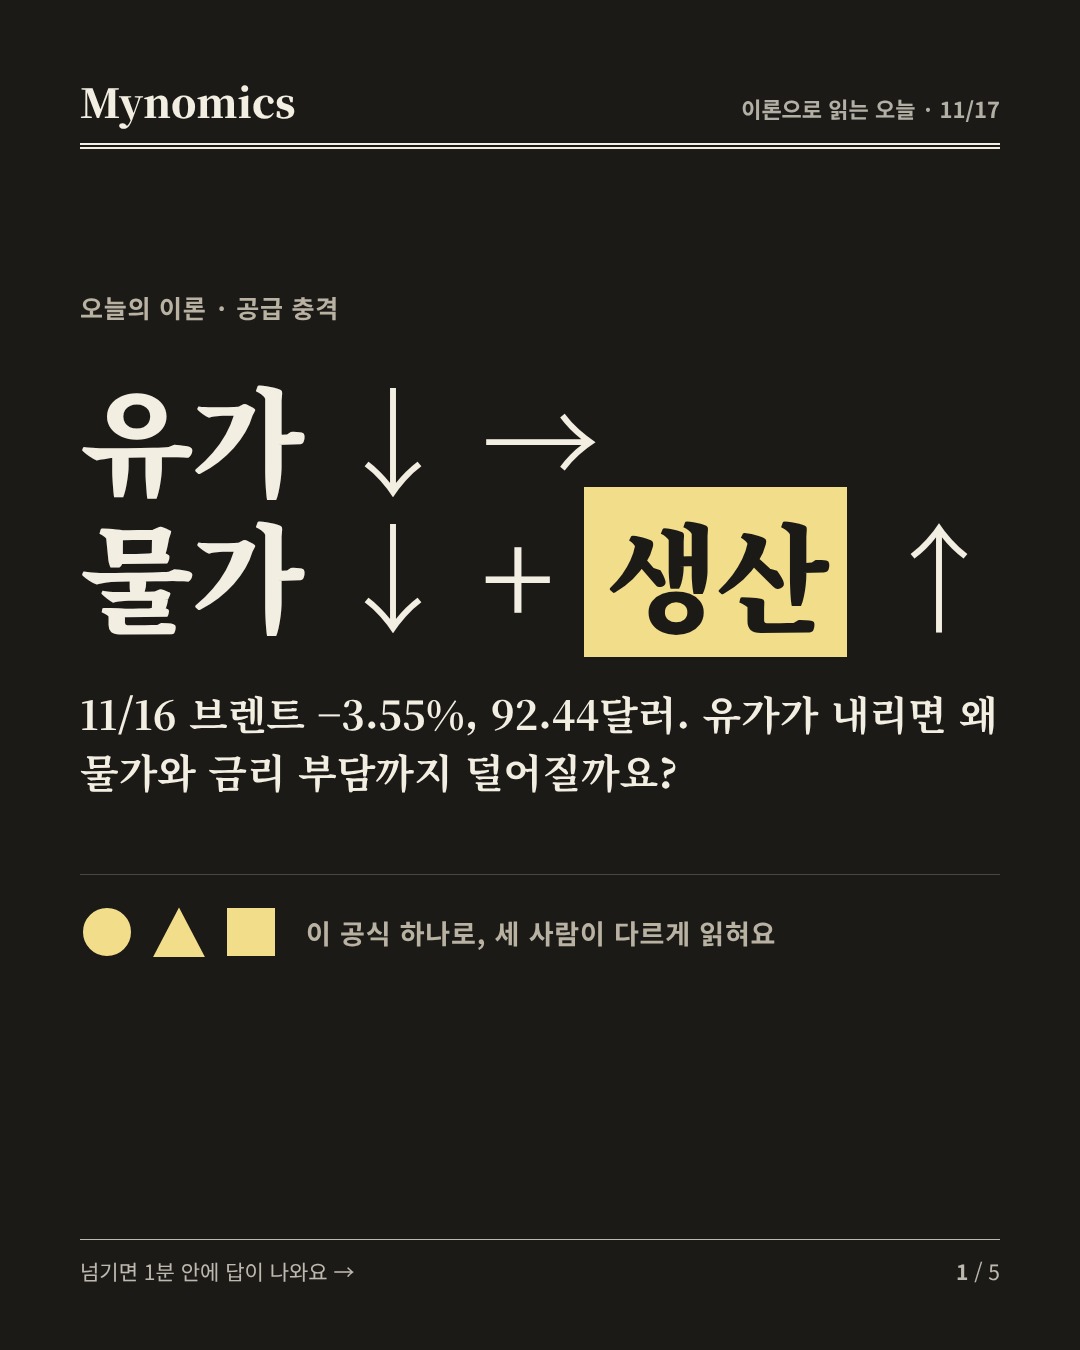 Mynomics
이론으로 읽는 오늘 · 11/17
오늘의 이론 · 공급 충격
유가 ↓ →
물가 ↓ + 생산 ↑
11/16 브렌트 −3.55%, 92.44달러. 유가가 내리면 왜
물가와 금리 부담까지 덜어질까요?
이 공식 하나로, 세 사람이 다르게 읽혀요
넘기면 1분 안에 답이 나와요 →
1 / 5